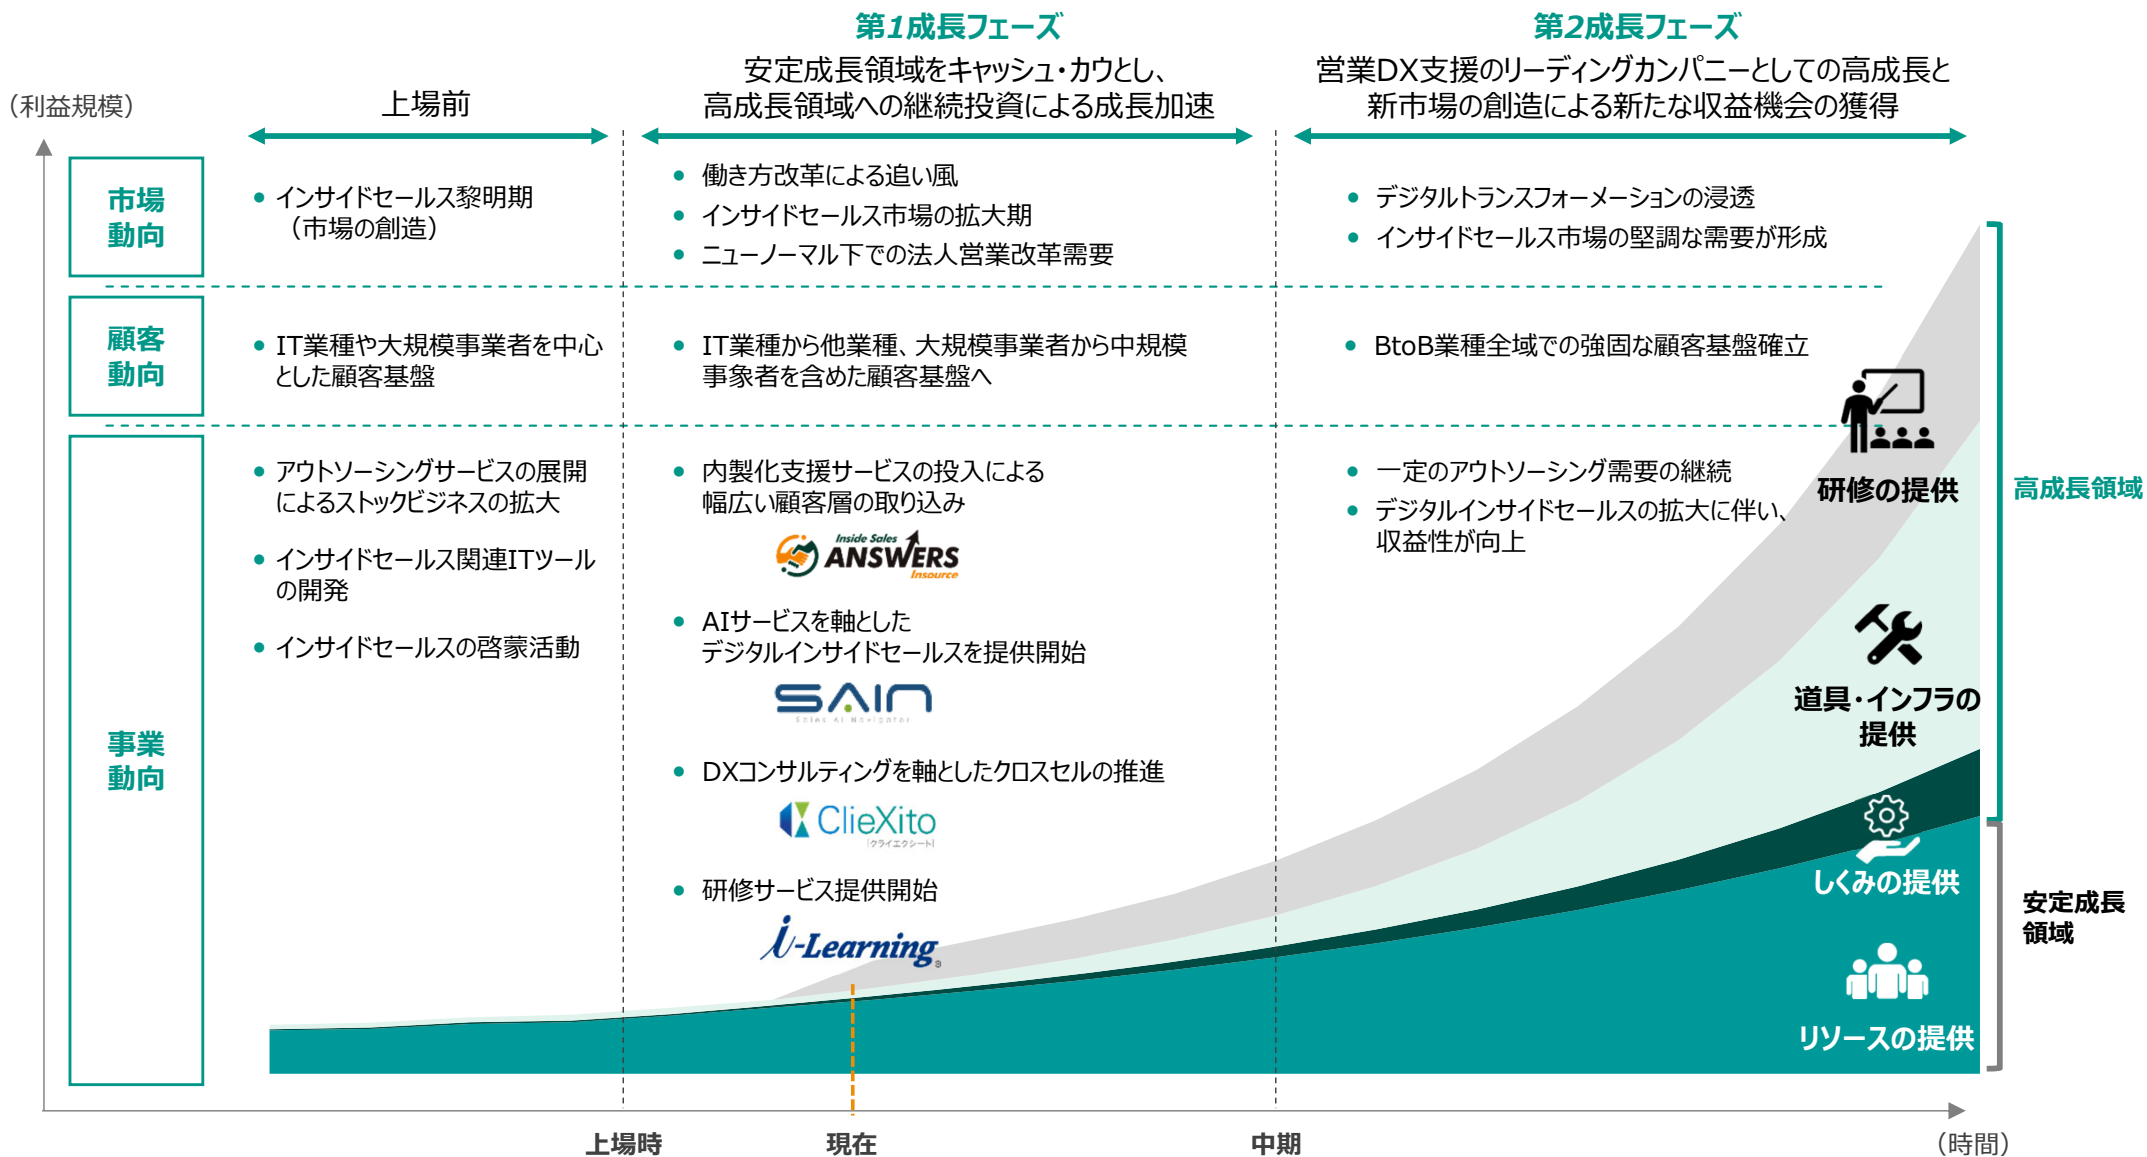 第1成長フェーズ
安定成長領域をキャッシュ・カウとし、
高成長領域への継続投資による成長加速
第2成長フェーズ
営業DX支援のリーディングカンパニーとしての高成長と
新市場の創造による新たな収益機会の獲得
（利益規模）
上場前
市場
動向
• インサイドセールス黎明期
（市場の創造）
• 働き方改革による追い風
• インサイドセールス市場の拡大期
• ニューノーマル下での法人営業改革需要
• デジタルトランスフォーメーションの浸透
• インサイドセールス市場の堅調な需要が形成
顧客
動向
• IT業種や大規模事業者を中心
とした顧客基盤
• IT業種から他業種、大規模事業者から中規模
事象者を含めた顧客基盤へ
• BtoB業種全域での強固な顧客基盤確立
事業
動向
• アウトソーシングサービスの展開
によるストックビジネスの拡大
• インサイドセールス関連ITツール
の開発
• インサイドセールスの啓蒙活動
• 内製化支援サービスの投入による
幅広い顧客層の取り込み
Inside Sales
ANSWERS
Insource
• AIサービスを軸とした
デジタルインサイドセールスを提供開始
SAIN
Sales AI Navigator
• DXコンサルティングを軸としたクロスセルの推進
ClieXito
[クライエクシート]
• 研修サービス提供開始
i-Learning®
• 一定のアウトソーシング需要の継続
• デジタルインサイドセールスの拡大に伴い、
収益性が向上
研修の提供
道具・インフラの
提供
しくみの提供
リソースの提供
高成長領域
安定成長
領域
上場時
現在
中期
（時間）